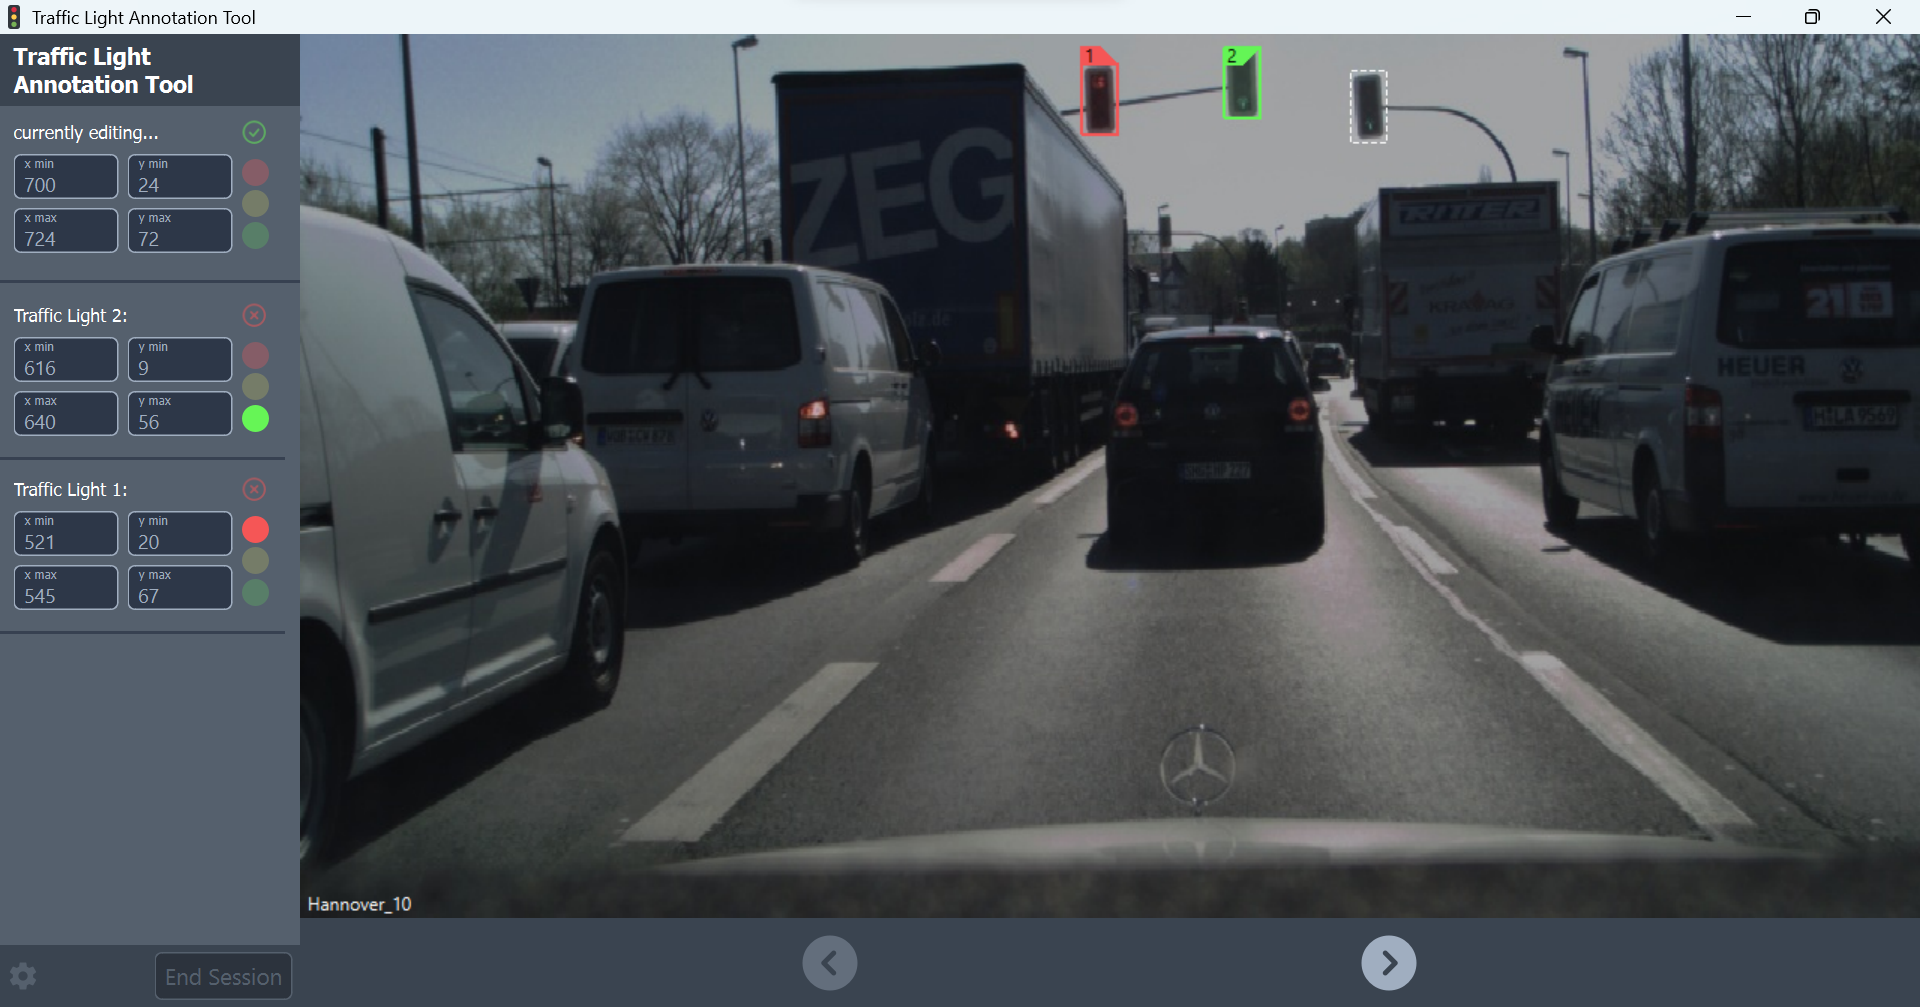 Traffic Light Annotation Tool
Traffic Light
Annotation Tool
currently editing...
x min
700
y min
24
x max
724
y max
72
Traffic Light 2:
x min
616
y min
9
x max
640
y max
56
Traffic Light 1:
x min
521
y min
20
x max
545
y max
67
End Session
1
2
ZEG
RITTER
KRAVAG
HEUER
Hannover_10